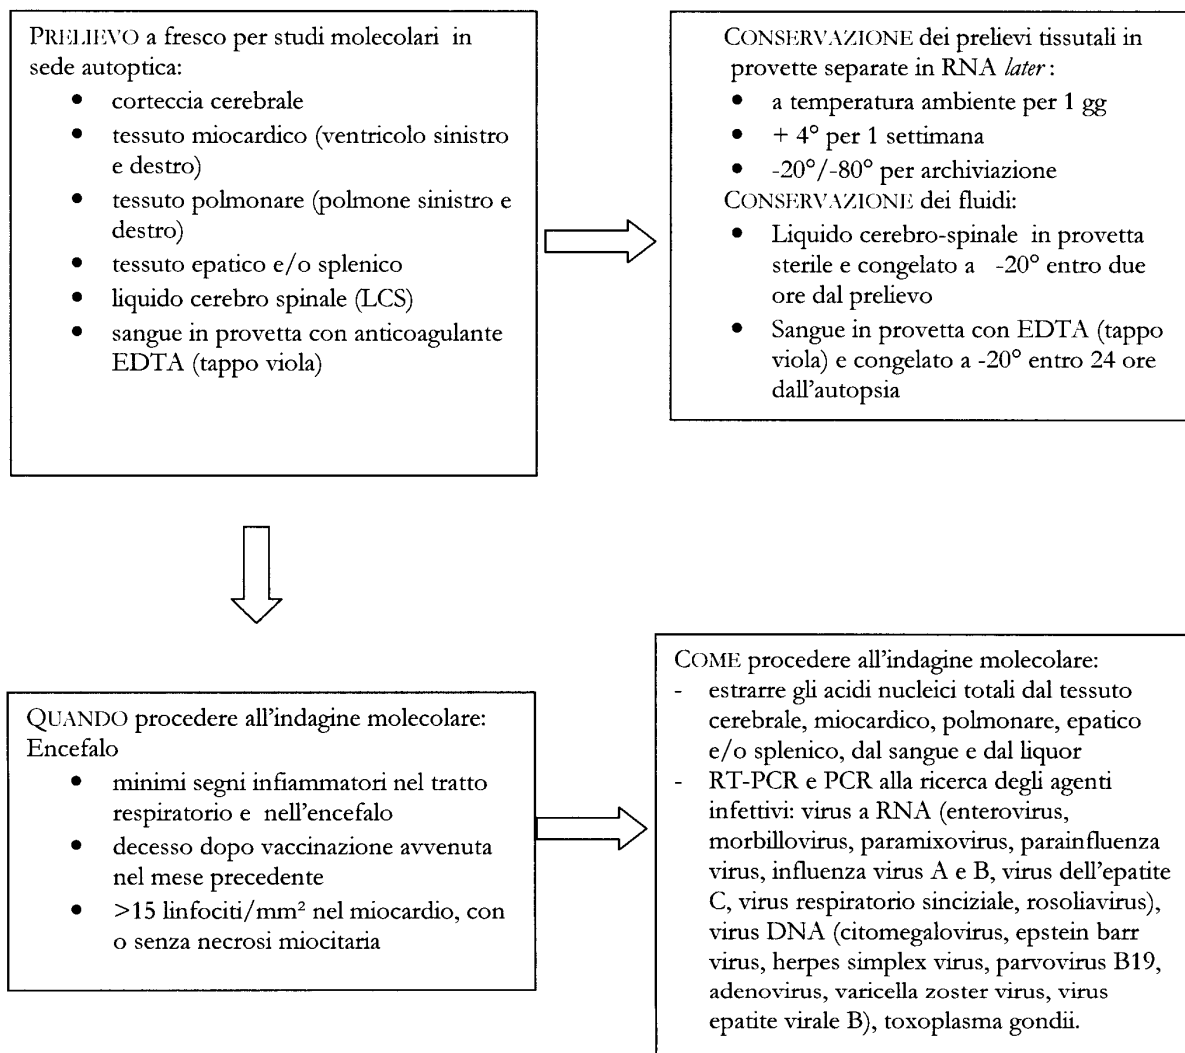 PRELIEVO a fresco per studi molecolari in
sede autoptica:
• corteccia cerebrale
• tessuto miocardico (ventricolo sinistro
e destro)
• tessuto polmonare (polmone sinistro e
destro)
• tessuto epatico e/o splenico
• liquido cerebro spinale (LCS)
• sangue in provetta con anticoagulante
EDTA (tappo viola)
CONSERVAZIONE dei prelievi tissutali in
provette separate in RNA later:
• a temperatura ambiente per 1 gg
• + 4° per 1 settimana
• -20°/-80° per archiviazione
CONSERVAZIONE dei fluidi:
• Liquido cerebro-spinale in provetta
sterile e congelato a -20° entro due
ore dal prelievo
• Sangue in provetta con EDTA (tappo
viola) e congelato a -20° entro 24 ore
dall'autopsia
QUANDO procedere all'indagine molecolare:
Encefalo
• minimi segni infiammatori nel tratto
respiratorio e nell'encefalo
• decesso dopo vaccinazione avvenuta
nel mese precedente
• >15 linfociti/mm² nel miocardio, con
o senza necrosi miocitaria
COME procedere all'indagine molecolare:
- estrarre gli acidi nucleici totali dal tessuto
cerebrale, miocardico, polmonare, epatico
e/o splenico, dal sangue e dal liquor
- RT-PCR e PCR alla ricerca degli agenti
infettivi: virus a RNA (enterovirus,
morbillovirus, paramixovirus, parainfluenza
virus, influenza virus A e B, virus dell'epatite
C, virus respiratorio sinciziale, rosoliavirus),
virus DNA (citomegalovirus, epstein barr
virus, herpes simplex virus, parvovirus B19,
adenovirus, varicella zoster virus, virus
epatite virale B), toxoplasma gondii.